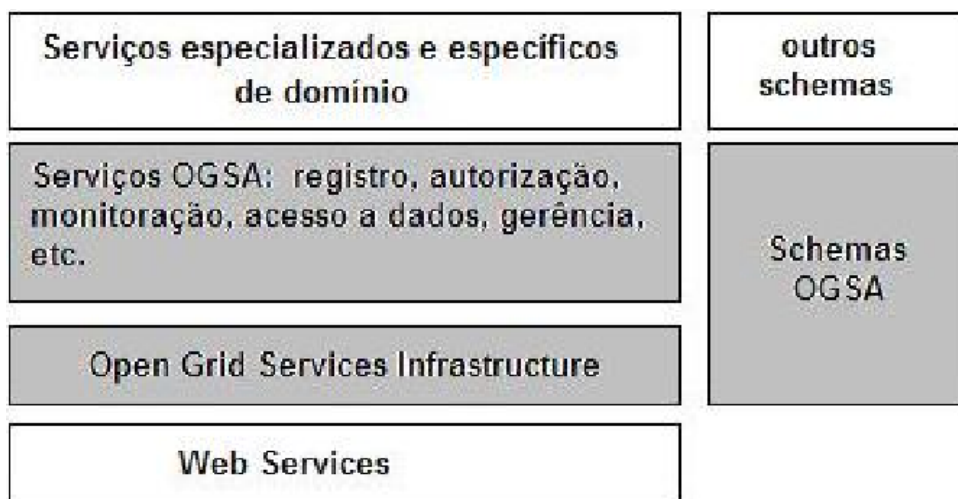 Serviços especializados e específicos
de domínio
outros
schemas
Serviços OGSA: registro, autorização,
monitoração, acesso a dados, gerência,
etc.
Schemas
OGSA
Open Grid Services Infrastructure
Web Services